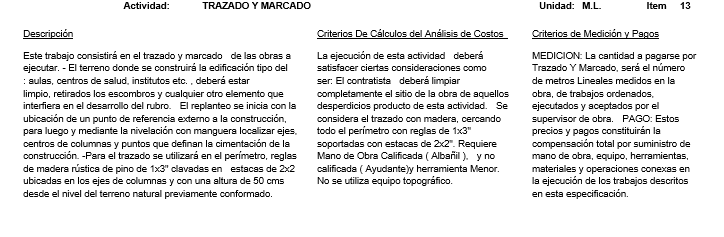 Actividad: TRAZADO Y MARCADO Unidad: M.L. Item 13
Descripción
Este trabajo consistirá en el trazado y marcado de las obras a
ejecutar. - El terreno donde se construirá la edificación tipo del
: aulas, centros de salud, institutos etc. , deberá estar
limpio, retirados los escombros y cualquier otro elemento que
interfiera en el desarrollo del rubro. El replanteo se inicia con la
ubicación de un punto de referencia externo a la construcción,
para luego y mediante la nivelación con manguera localizar ejes,
centros de columnas y puntos que definan la cimentación de la
construcción. -Para el trazado se utilizará en el perímetro, reglas
de madera rústica de pino de 1x3" clavadas en estacas de 2x2
ubicadas en los ejes de columnas y con una altura de 50 cms
desde el nivel del terreno natural previamente conformado.
Criterios De Cálculos del Análisis de Costos
La ejecución de esta actividad deberá
satisfacer ciertas consideraciones como
ser: El contratista deberá limpiar
completamente el sitio de la obra de aquellos
desperdicios producto de esta actividad. Se
considera el trazado con madera, cercando
todo el perímetro con reglas de 1x3"
soportadas con estacas de 2x2". Requiere
Mano de Obra Calificada ( Albañil ), y no
calificada ( Ayudante)y herramienta Menor.
No se utiliza equipo topográfico.
Criterios de Medición y Pagos
MEDICION: La cantidad a pagarse por
Trazado Y Marcado, será el número
de metros Lineales medidos en la
obra, de trabajos ordenados,
ejecutados y aceptados por el
supervisor de obra. PAGO: Estos
precios y pagos constituirán la
compensación total por suministro de
mano de obra, equipo, herramientas,
materiales y operaciones conexas en
la ejecución de los trabajos descritos
en esta especificación.